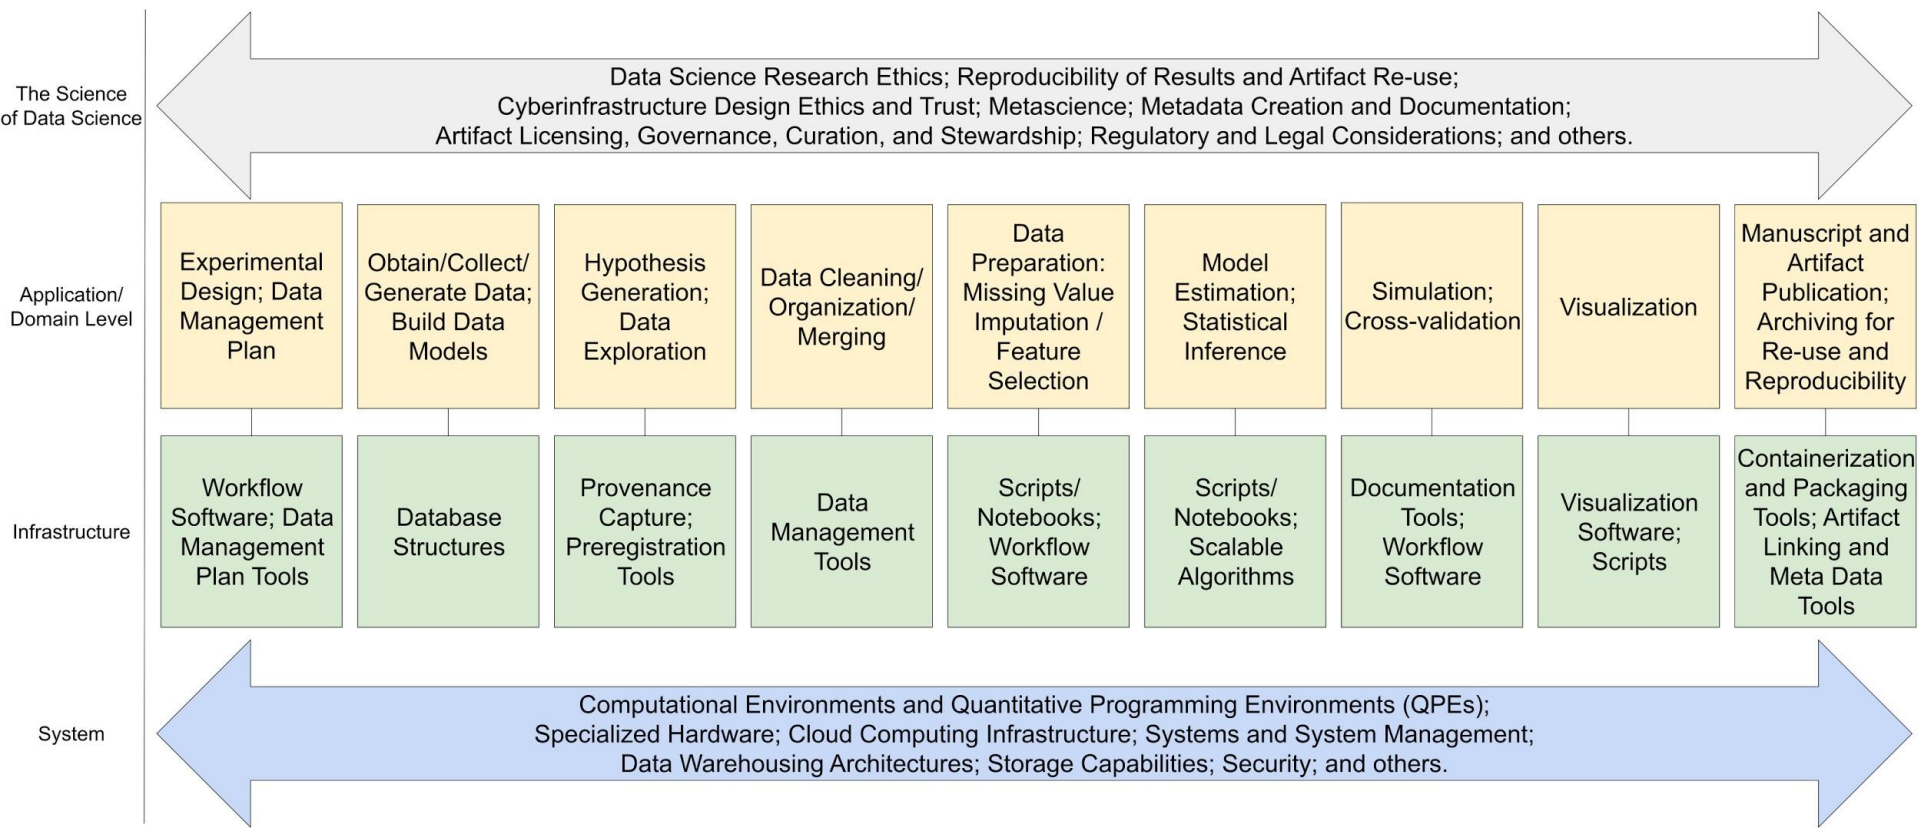 The Science
of Data Science
Data Science Research Ethics; Reproducibility of Results and Artifact Re-use;
Cyberinfrastructure Design Ethics and Trust; Metascience; Metadata Creation and Documentation;
Artifact Licensing, Governance, Curation, and Stewardship; Regulatory and Legal Considerations; and others.
Application/
Domain Level
Experimental
Design; Data
Management
Plan
Obtain/Collect/
Generate Data;
Build Data
Models
Hypothesis
Generation;
Data
Exploration
Data Cleaning/
Organization/
Merging
Data
Preparation:
Missing Value
Imputation /
Feature
Selection
Model
Estimation;
Statistical
Inference
Simulation;
Cross-validation
Visualization
Manuscript and
Artifact
Publication;
Archiving for
Re-use and
Reproducibility
Infrastructure
Workflow
Software; Data
Management
Plan Tools
Database
Structures
Provenance
Capture;
Preregistration
Tools
Data
Management
Tools
Scripts/
Notebooks;
Workflow
Software
Scripts/
Notebooks;
Scalable
Algorithms
Documentation
Tools;
Workflow
Software
Visualization
Software;
Scripts
Containerization
and Packaging
Tools; Artifact
Linking and
Meta Data
Tools
System
Computational Environments and Quantitative Programming Environments (QPEs);
Specialized Hardware; Cloud Computing Infrastructure; Systems and System Management;
Data Warehousing Architectures; Storage Capabilities; Security; and others.